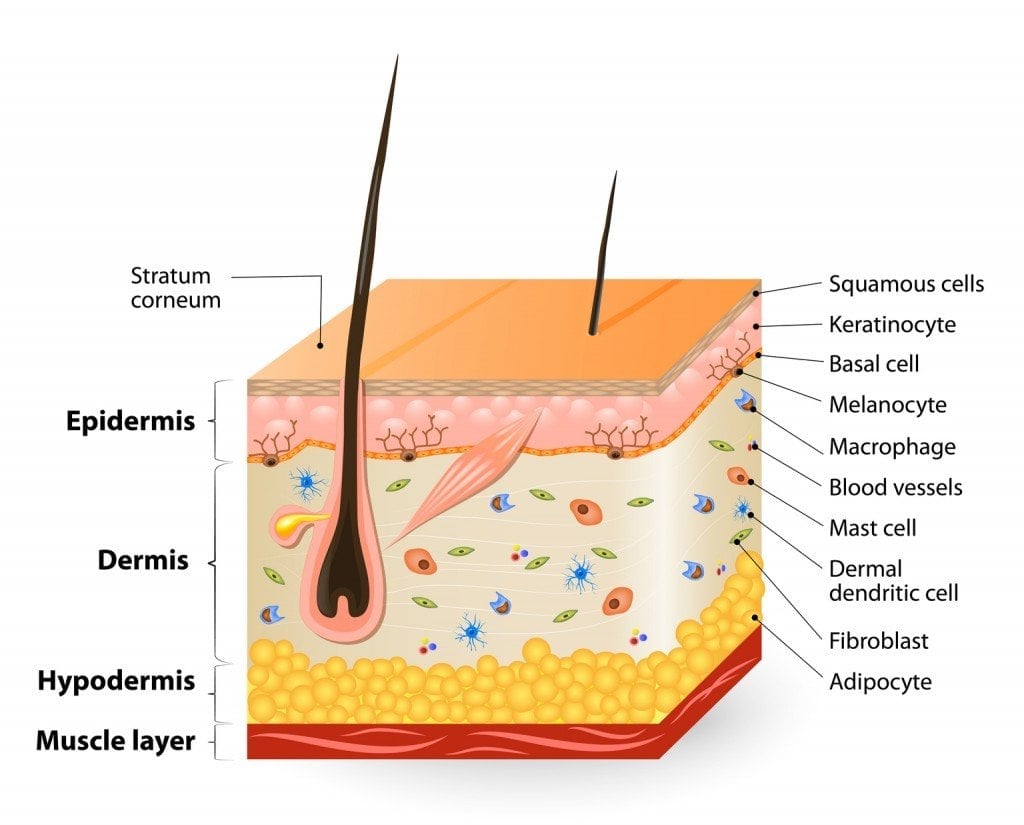 Stratum
corneum
Epidermis
Dermis
Hypodermis
Muscle layer
Squamous cells
Keratinocyte
Basal cell
Melanocyte
Macrophage
Blood vessels
Mast cell
Dermal
dendritic cell
Fibroblast
Adipocyte